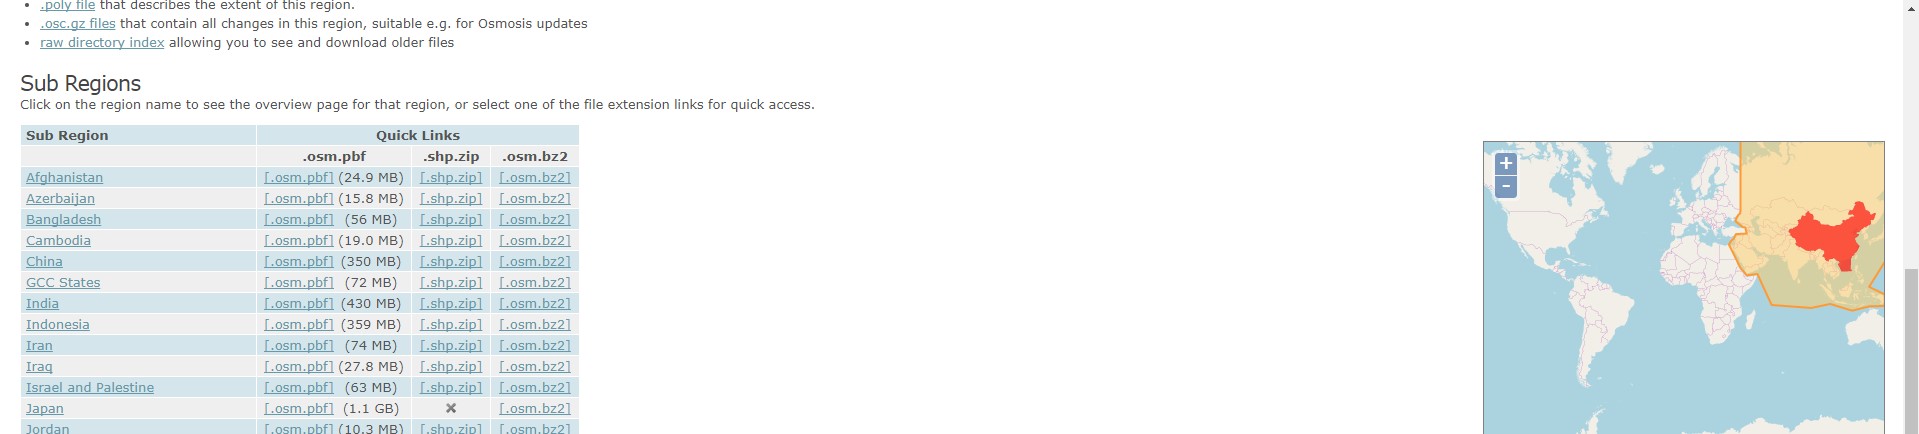 .poly file that describes the extent of this region.
.osc.gz files that contain all changes in this region, suitable e.g. for Osmosis updates
raw directory index allowing you to see and download older files
Sub Regions
Click on the region name to see the overview page for that region, or select one of the file extension links for quick access.
Sub Region Quick Links
.osm.pbf .shp.zip .osm.bz2
Afghanistan [.osm.pbf] (24.9 MB) [.shp.zip] [.osm.bz2]
Azerbaijan [.osm.pbf] (15.8 MB) [.shp.zip] [.osm.bz2]
Bangladesh [.osm.pbf] (56 MB) [.shp.zip] [.osm.bz2]
Cambodia [.osm.pbf] (19.0 MB) [.shp.zip] [.osm.bz2]
China [.osm.pbf] (350 MB) [.shp.zip] [.osm.bz2]
GCC States [.osm.pbf] (72 MB) [.shp.zip] [.osm.bz2]
India [.osm.pbf] (430 MB) [.shp.zip] [.osm.bz2]
Indonesia [.osm.pbf] (359 MB) [.shp.zip] [.osm.bz2]
Iran [.osm.pbf] (74 MB) [.shp.zip] [.osm.bz2]
Iraq [.osm.pbf] (27.8 MB) [.shp.zip] [.osm.bz2]
Israel and Palestine [.osm.pbf] (63 MB) [.shp.zip] [.osm.bz2]
Japan [.osm.pbf] (1.1 GB) ✖ [.osm.bz2]
Jordan [.osm.pbf] (10.3 MB) [.shp.zip] [.osm.bz2]
+
-